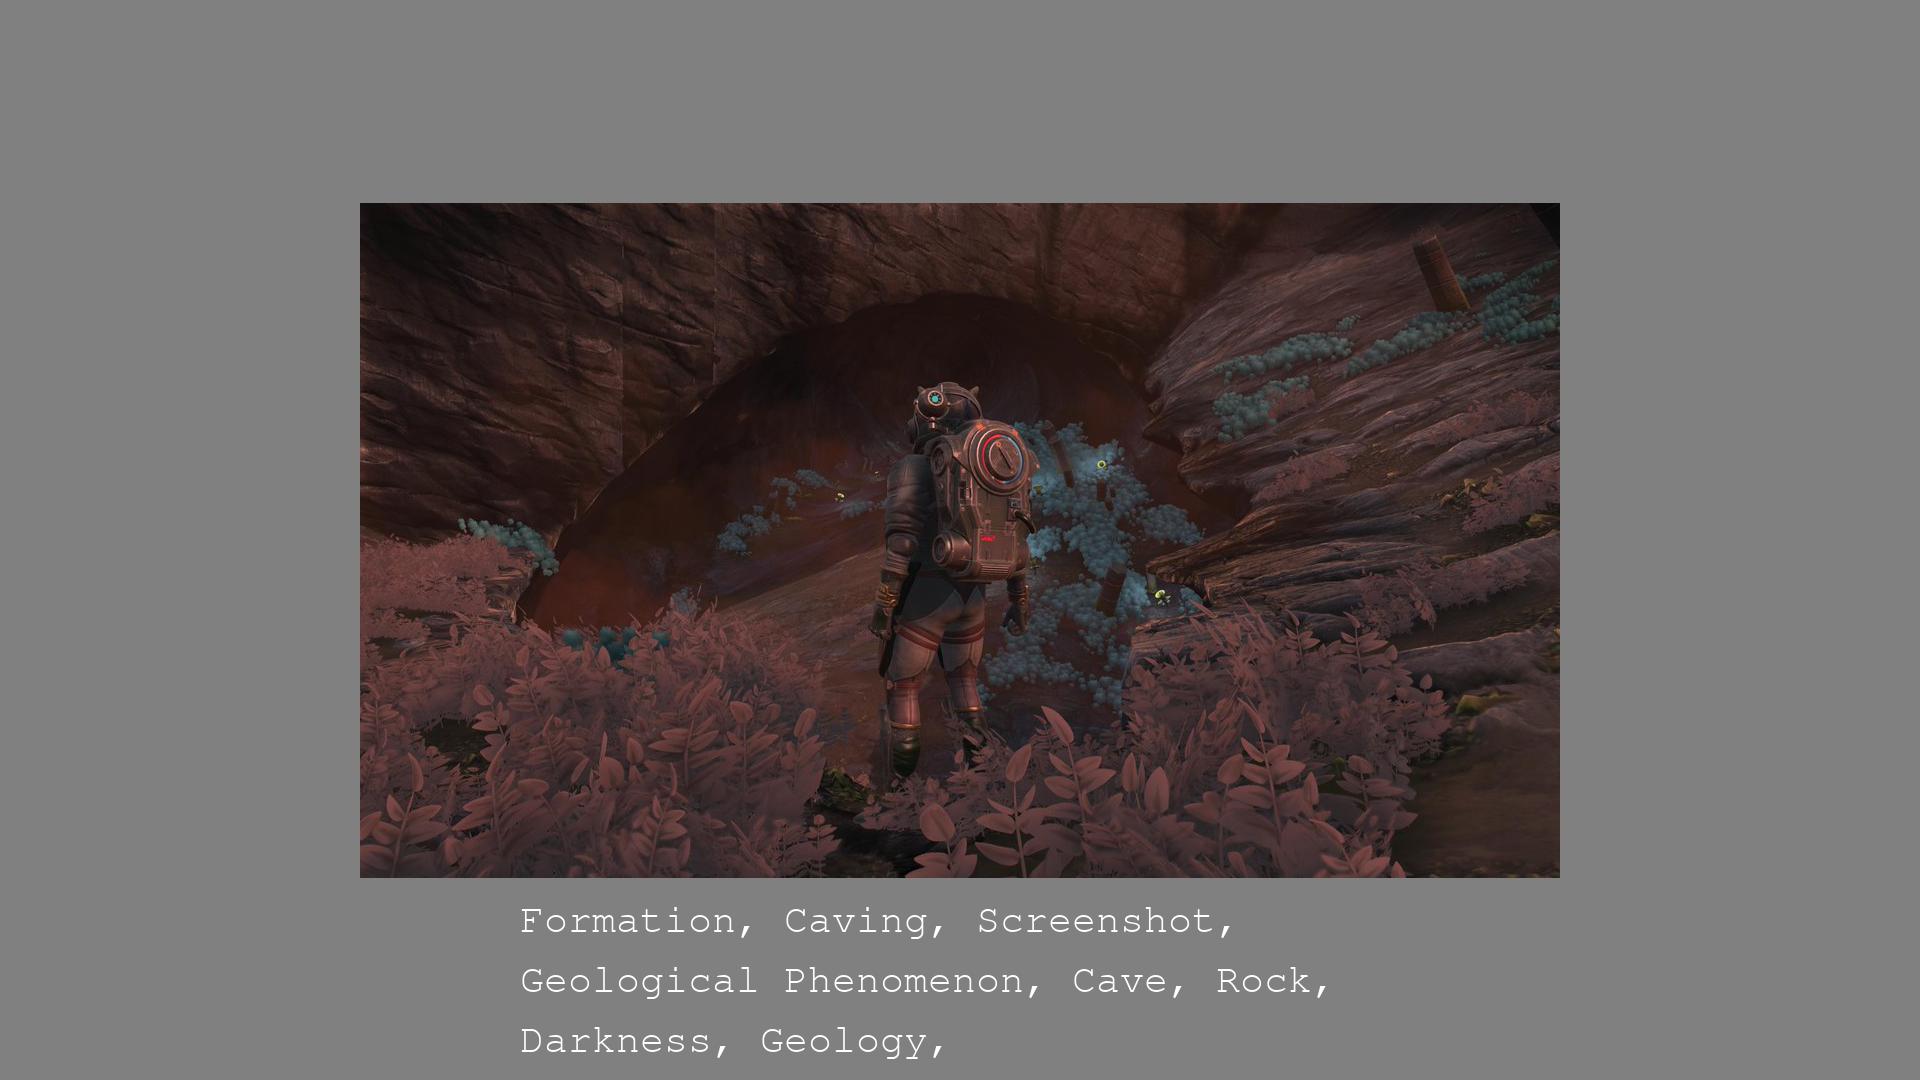 Formation, Caving, Screenshot,
Geological Phenomenon, Cave, Rock,
Darkness, Geology,